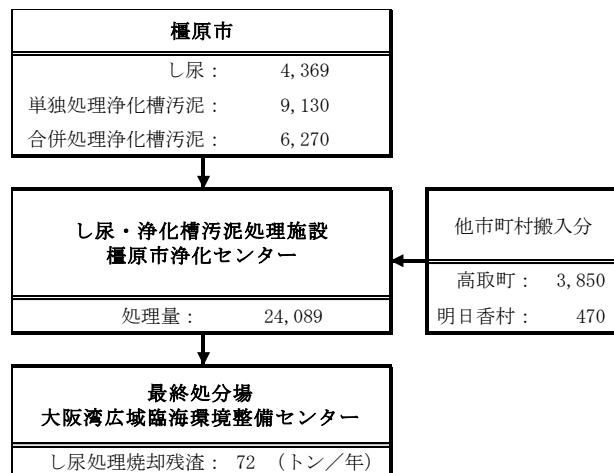 橿原市
し尿： 4,369
単独処理浄化槽汚泥： 9,130
合併処理浄化槽汚泥： 6,270
し尿・浄化槽汚泥処理施設
橿原市浄化センター
処理量： 24,089
他市町村搬入分
高取町： 3,850
明日香村： 470
最終処分場
大阪湾広域臨海環境整備センター
し尿処理焼却残渣： 72 （トン／年）